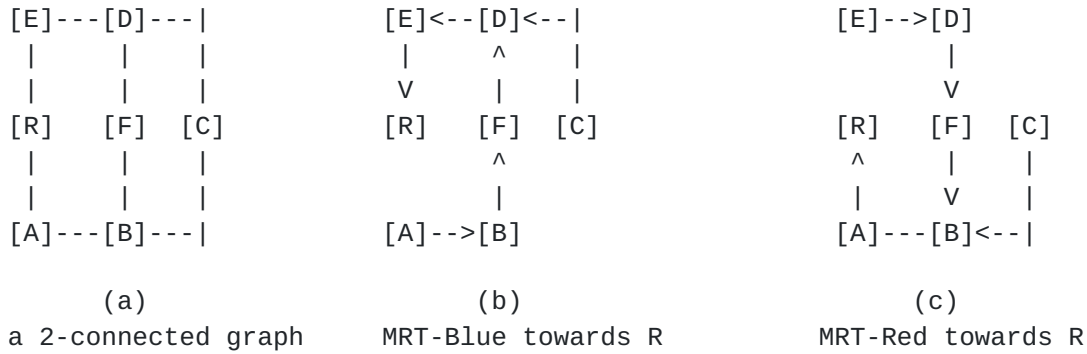 [E]---[D]---|            [E]<--[D]<--|                [E]-->[D]
 |     |    |             |     ^    |                       |
 |     |    |             V     |    |                       V
[R]   [F]  [C]           [R]   [F]  [C]               [R]   [F]  [C]
 |     |    |                   ^                      ^     |    |
 |     |    |                   |                      |     V    |
[A]---[B]---|            [A]-->[B]                    [A]---[B]<--|
      (a)                      (b)                         (c)
a 2-connected graph      MRT-Blue towards R          MRT-Red towards R